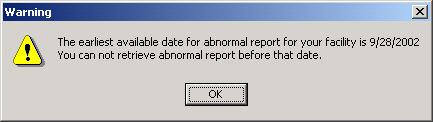 Warning
The earliest available date for abnormal report for your facility is 9/28/2002
You can not retrieve abnormal report before that date.
OK